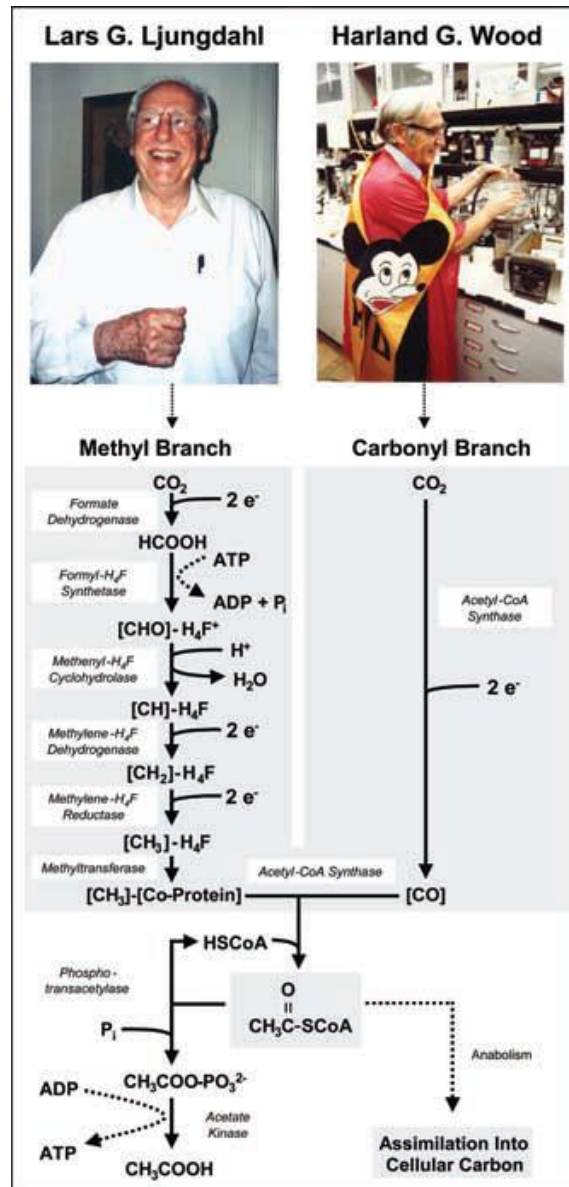 Lars G. Ljungdahl
Harland G. Wood
Methyl Branch
Carbonyl Branch
CO₂
CO₂
Formate
Dehydrogenase
2 e⁻
HCOOH
Formyl-H₄F
Synthetase
ATP
ADP + Pᵢ
Acetyl-CoA
Synthase
[CHO]-H₄F⁺
Methenyl-H₄F
Cyclohydrolase
H⁺
H₂O
2 e⁻
[CH]-H₄F
Methylene-H₄F
Dehydrogenase
2 e⁻
[CH₂]-H₄F
Methylene-H₄F
Reductase
2 e⁻
[CH₃]-H₄F
Methyltransferase
Acetyl-CoA Synthase
[CH₃]-[Co-Protein]
[CO]
HSCoA
Phospho-
transacetylase
O
CH₃C-SCoA
Pᵢ
Anabolism
CH₃COO-PO₃²⁻
ADP
Acetate
Kinase
ATP
CH₃COOH
Assimilation Into
Cellular Carbon